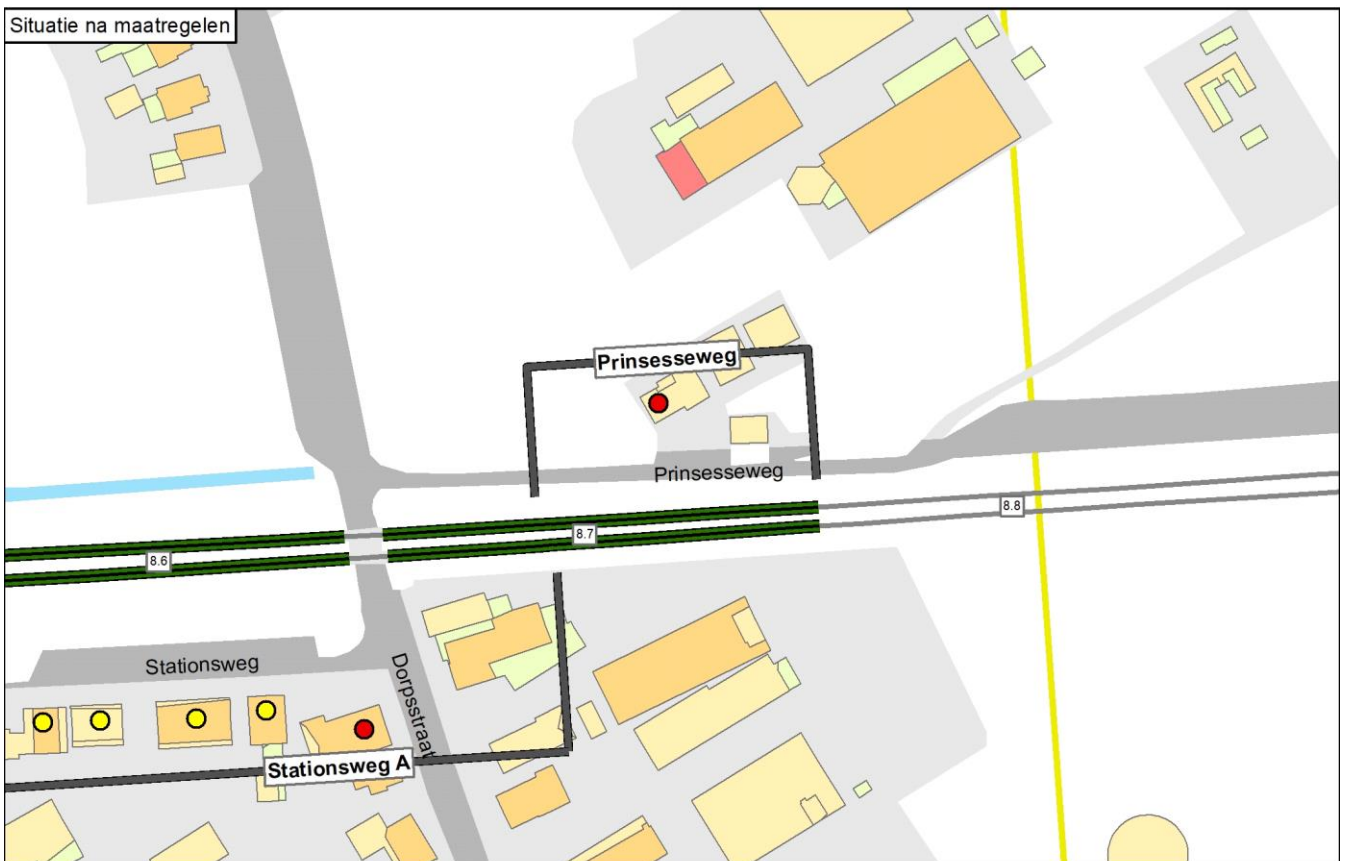 Situatie na maatregelen
Prinsesseweg
Prinsesseweg
8.8
8.7
8.6
Stationsweg
Dorpsstraat
Stationsweg A